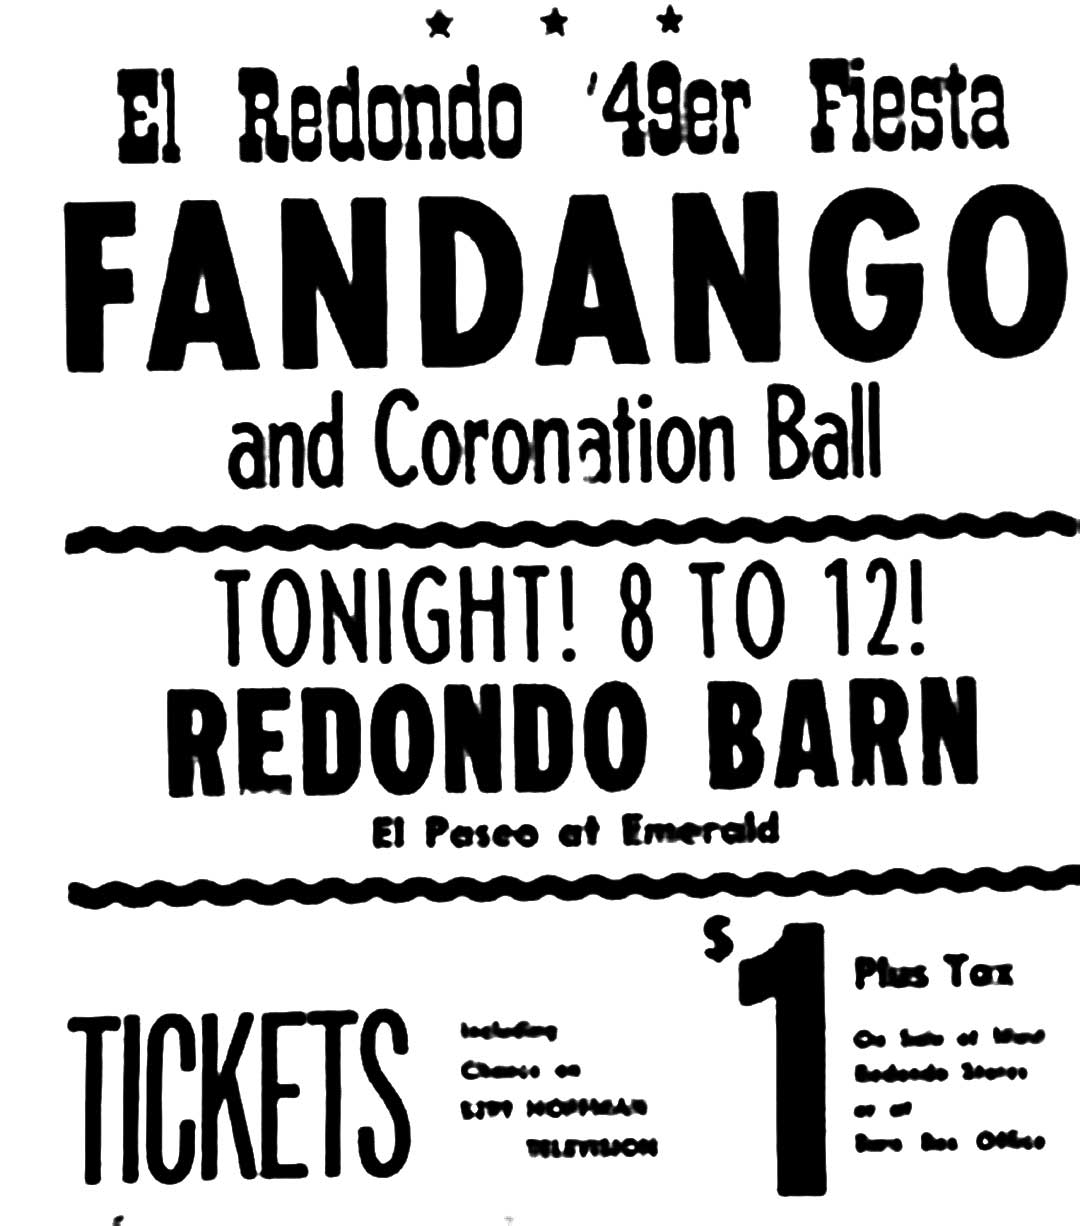 El Redondo '49er Fiesta
FANDANGO
and Coronation Ball
TONIGHT! 8 TO 12!
REDONDO BARN
El Paseo at Emerald
TICKETS
Including
Chance on
HOFFMAN
TELEVISION
$1
Plus Tax
On Sale at Most
Redondo Stores
or at
Barn Box Office